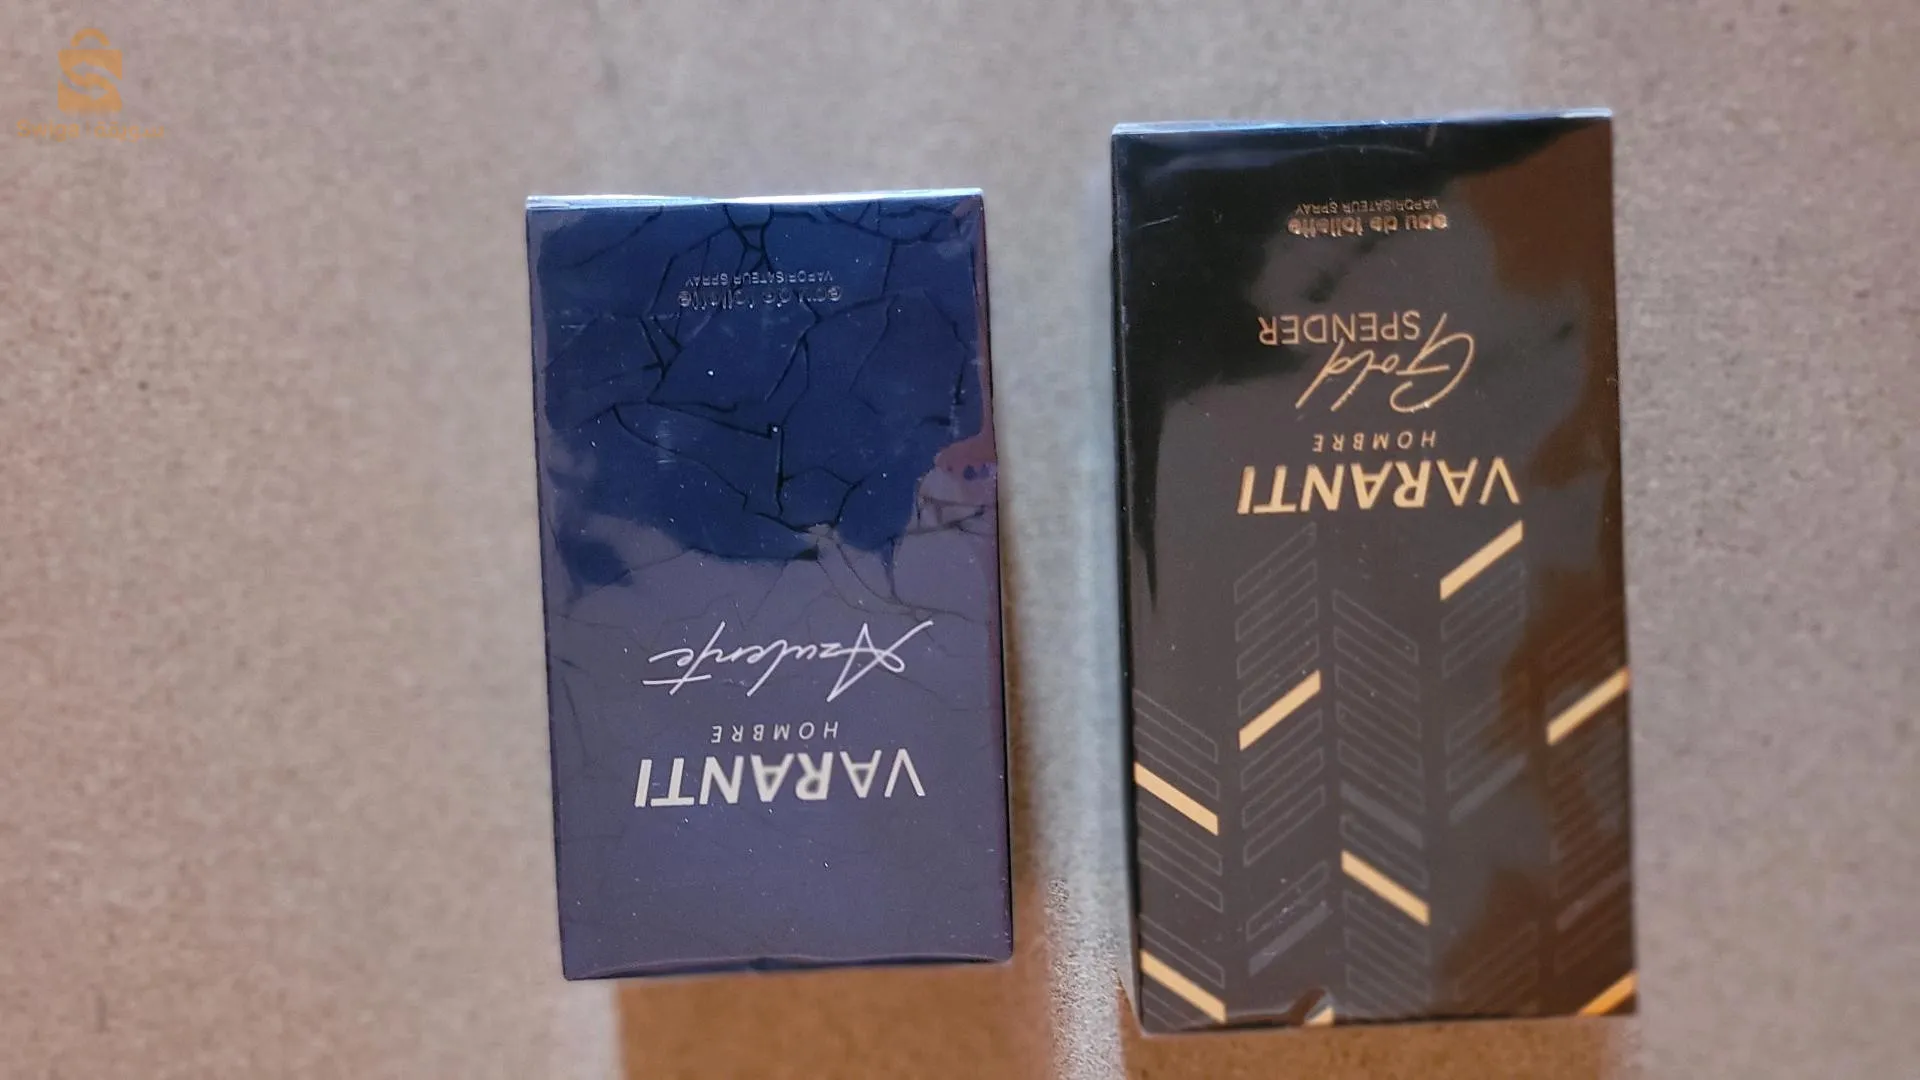 VARANTI
HOMBRE
Azulente
eau de toilette
VAPORISATEUR SPRAY
VARANTI
HOMBRE
Gold
SPENDER
eau de toilette
VAPORISATEUR SPRAY